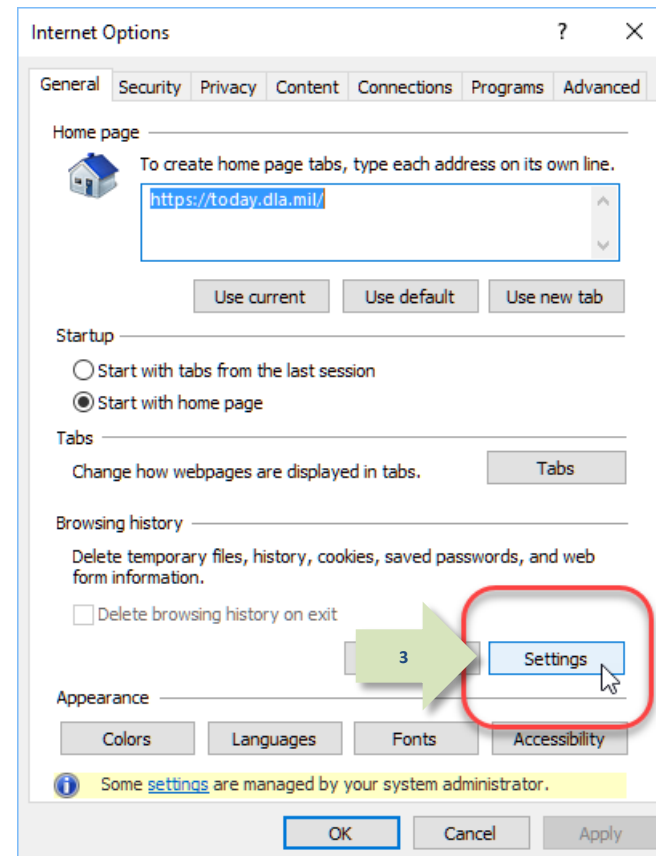 Internet Options
?
General Security Privacy Content Connections Programs Advanced
Home page
To create home page tabs, type each address on its own line.
https://today.dla.mil/
Use current Use default Use new tab
Startup
Start with tabs from the last session
Start with home page
Tabs
Change how webpages are displayed in tabs. Tabs
Browsing history
Delete temporary files, history, cookies, saved passwords, and web
form information.
Delete browsing history on exit
3 Settings
Appearance
Colors Languages Fonts Accessibility
Some settings are managed by your system administrator.
OK Cancel Apply